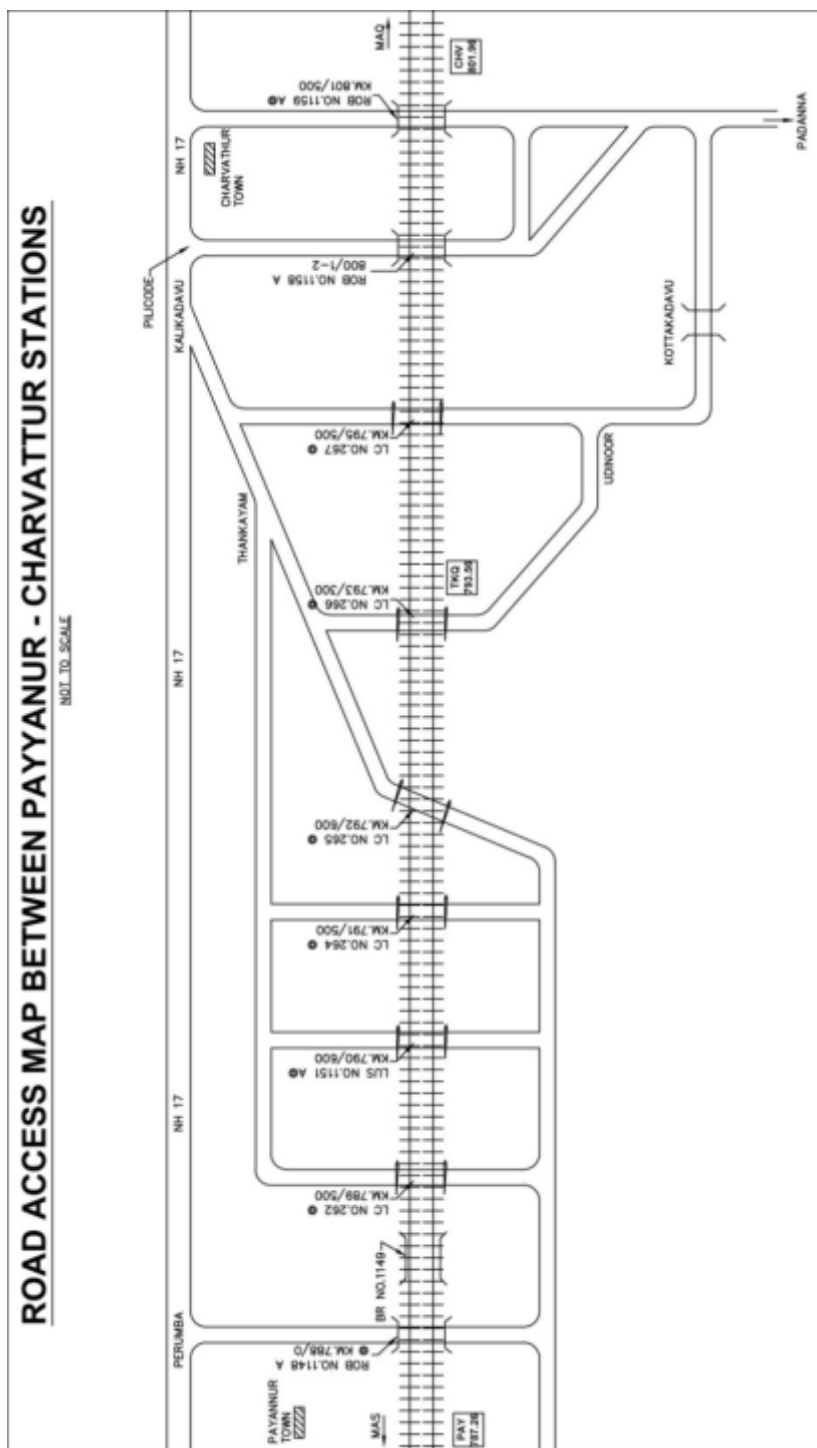 ROAD ACCESS MAP BETWEEN PAYYANUR - CHARVATTUR STATIONS
NOT TO SCALE
PAYANNUR
TOWN
PERUMBA
NH 17
NH 17
THANKAYAM
KALIKADAVU
PILICODE
NH 17
CHARVATHUR
TOWN
MAS
PAY
787.26
ROB NO.1148 A
KM.788/0
BR NO.1149
LC NO.262
KM.789/500
LUS NO.1151 A
KM.790/600
LC NO.264
KM.791/500
LC NO.265
KM.792/600
LC NO.266
KM.793/300
TKQ
793.56
LC NO.267
KM.795/500
ROB NO.1158 A
800/1-2
ROB NO.1159 A
KM.801/500
MAQ
CHV
801.96
UDINOOR
KOTTAKADAVU
PADANNA